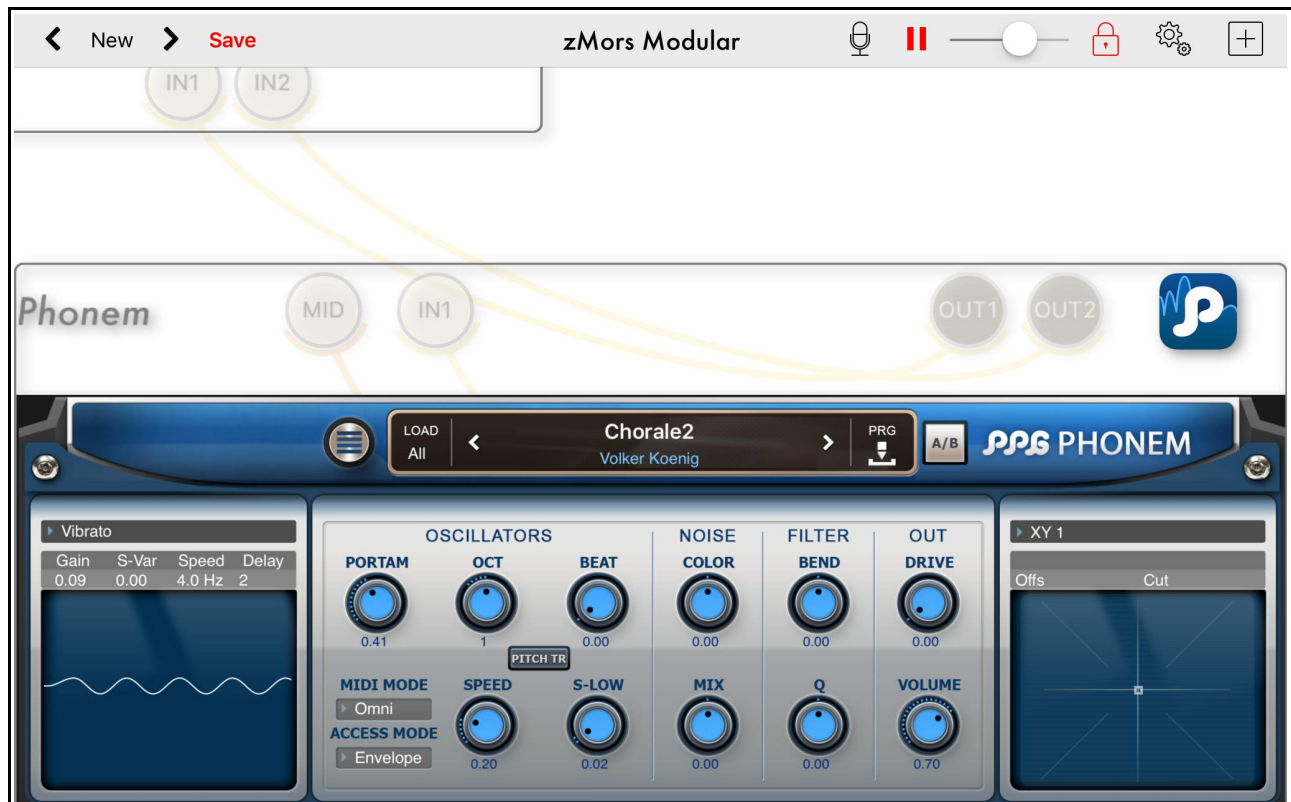 New Save zMors Modular
IN1 IN2
Phonem MID IN1 OUT1 OUT2
P
LOAD
All
Chorale2
Volker Koenig
PRG
A/B
PPG PHONEM
Vibrato
Gain S-Var Speed Delay
0.09 0.00 4.0 Hz 2
OSCILLATORS NOISE FILTER OUT
PORTAM OCT BEAT COLOR BEND DRIVE
0.41 1 0.00 0.00 0.00 0.00
PITCH TR
MIDI MODE SPEED S-LOW MIX Q VOLUME
Omni
ACCESS MODE
Envelope
0.20 0.02 0.00 0.00 0.70
XY 1
Offs Cut